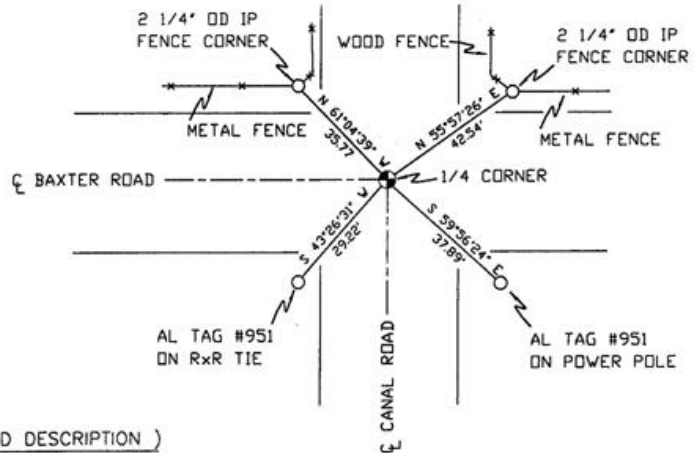 2 1/4" OD IP
FENCE CORNER
WOOD FENCE
2 1/4" OD IP
FENCE CORNER
METAL FENCE
METAL FENCE
N 61°04'39" W
35.77
N 55°57'26" E
42.54'
℄ BAXTER ROAD
1/4 CORNER
S 43°26'31" W
29.22'
S 59°56'24" E
37.89'
AL TAG #951
ON RxR TIE
AL TAG #951
ON POWER POLE
℄ CANAL ROAD
D DESCRIPTION )